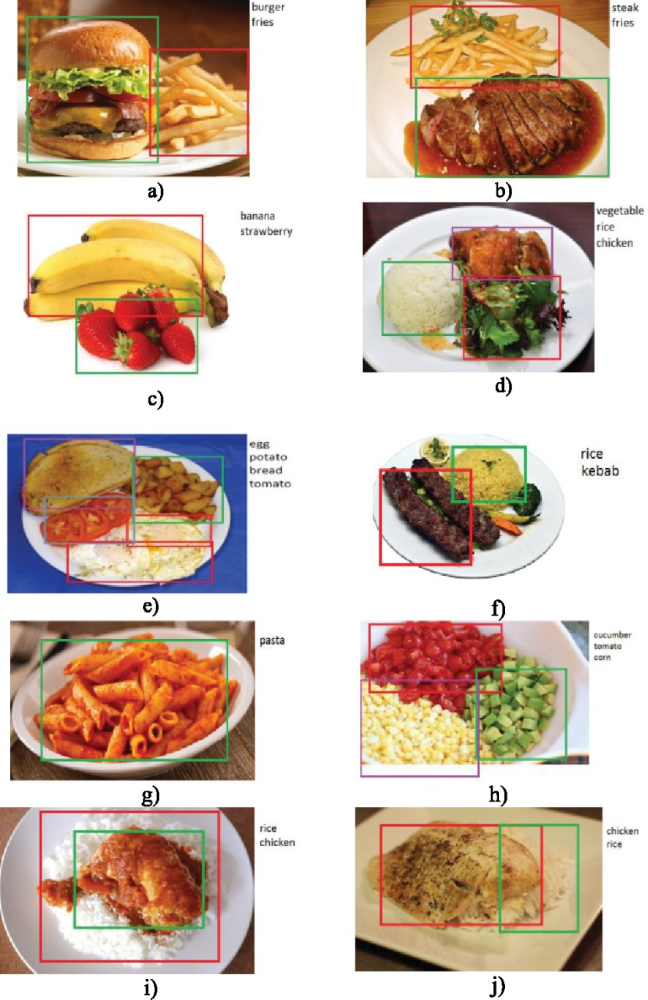 burger
fries
steak
fries
a)
b)
banana
strawberry
vegetable
rice
chicken
c)
d)
egg
potato
bread
tomato
rice
kebab
e)
f)
pasta
cucumber
tomato
corn
g)
h)
rice
chicken
chicken
rice
i)
j)